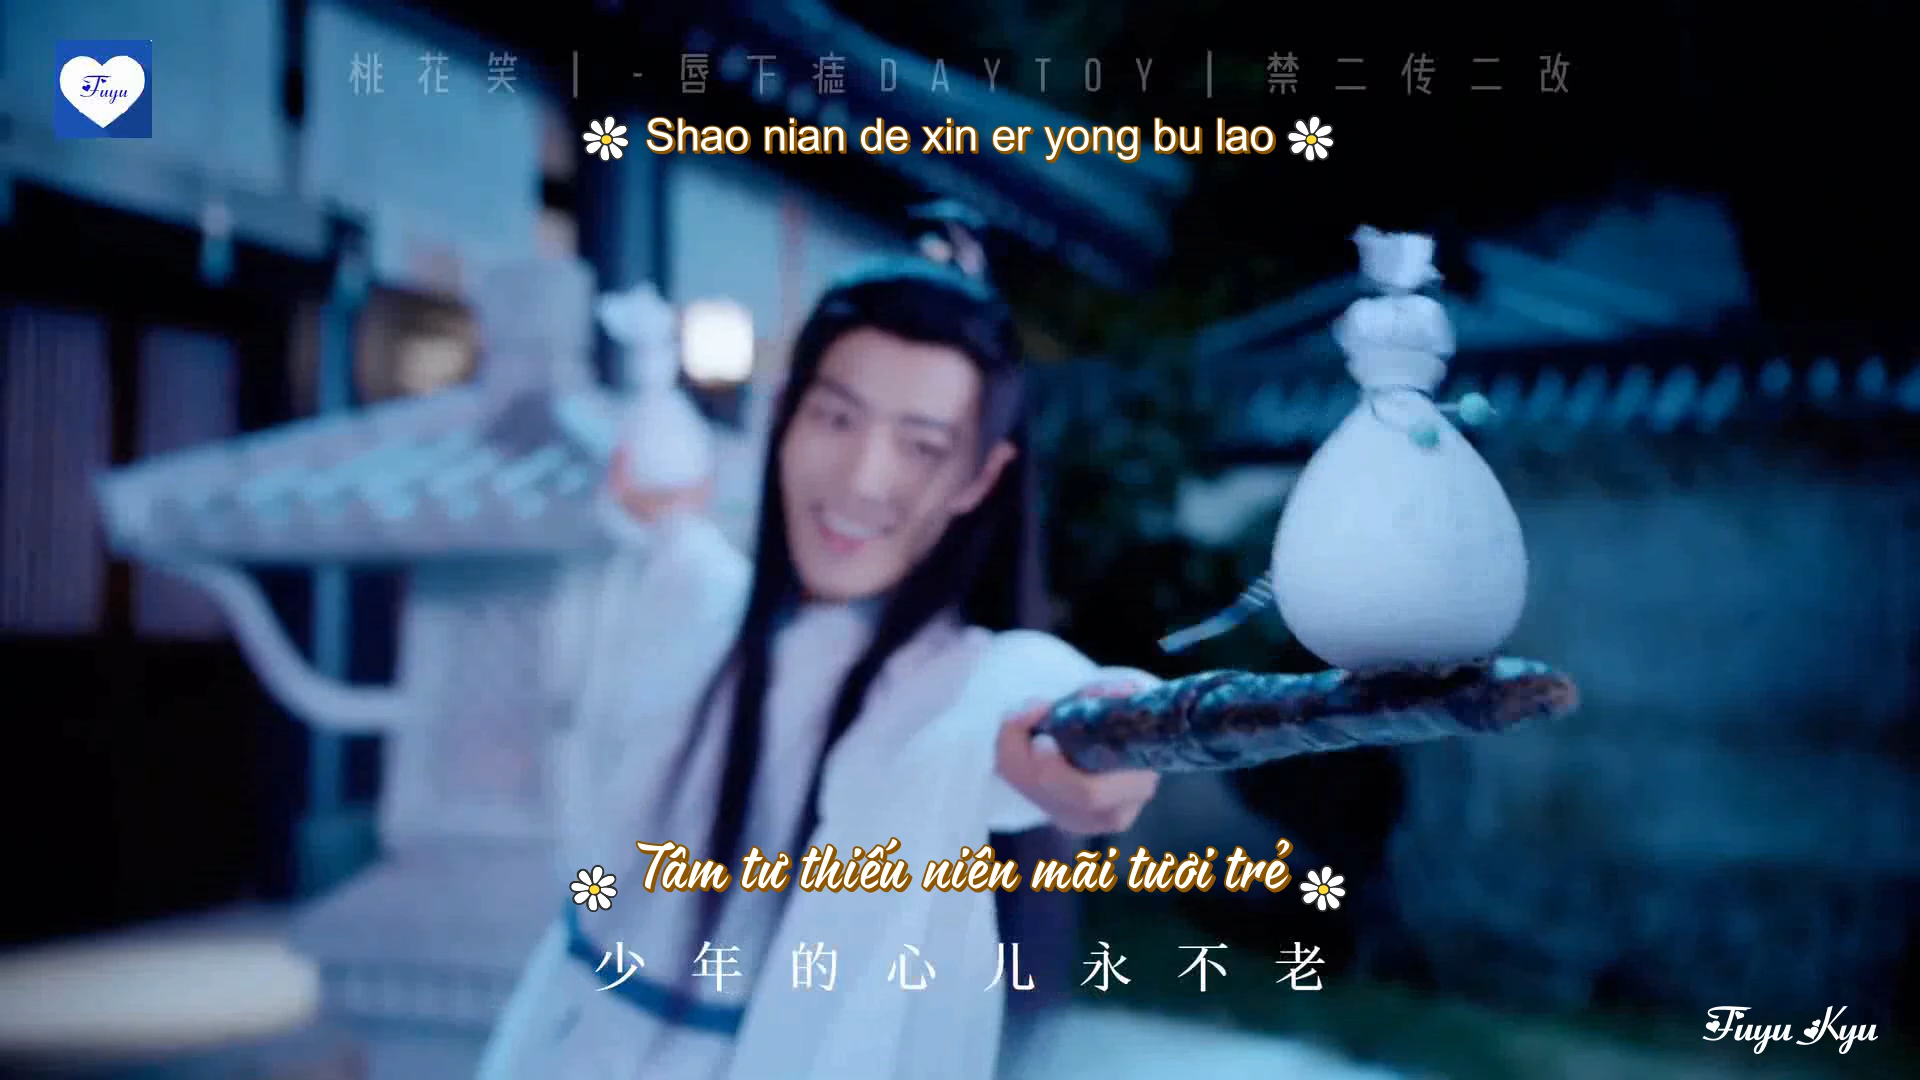 桃花笑 | -唇下痣DAYTOY | 禁二传二改
Fuyu
Shao nian de xin er yong bu lao
Tâm tư thiếu niên mãi tươi trẻ
少年的心儿永不老
Fuyu Kyu